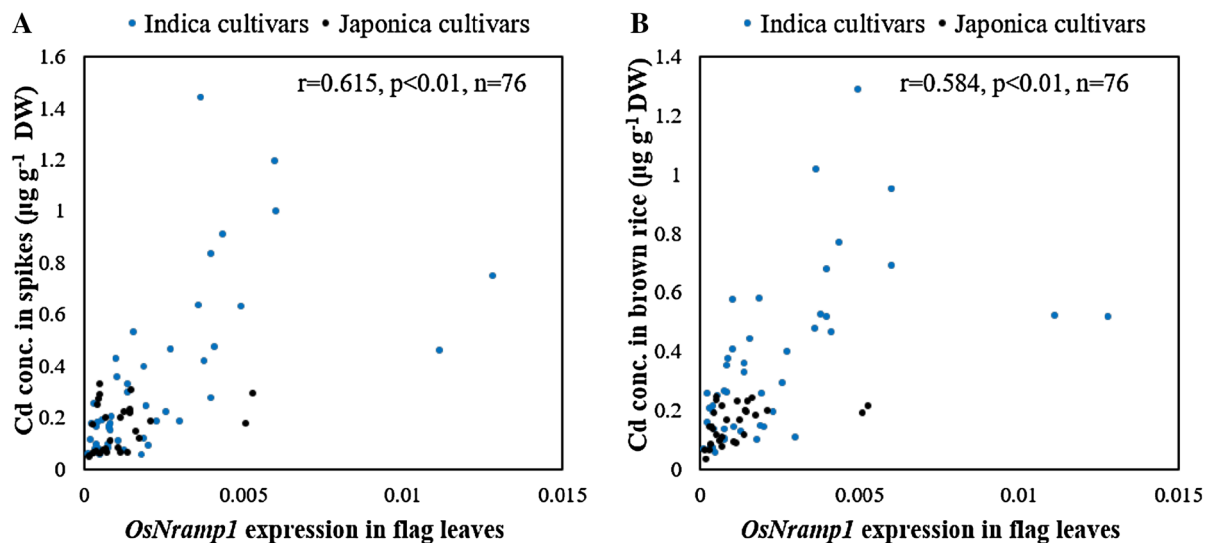 A
Indica cultivars
Japonica cultivars
r=0.615, p<0.01, n=76
Cd conc. in spikes (µg g⁻¹ DW)
1.6
1.4
1.2
1
0.8
0.6
0.4
0.2
0
0
0.005
0.01
0.015
OsNramp1 expression in flag leaves
B
Indica cultivars
Japonica cultivars
r=0.584, p<0.01, n=76
Cd conc. in brown rice (µg g⁻¹ DW)
1.4
1.2
1
0.8
0.6
0.4
0.2
0
0
0.005
0.01
0.015
OsNramp1 expression in flag leaves